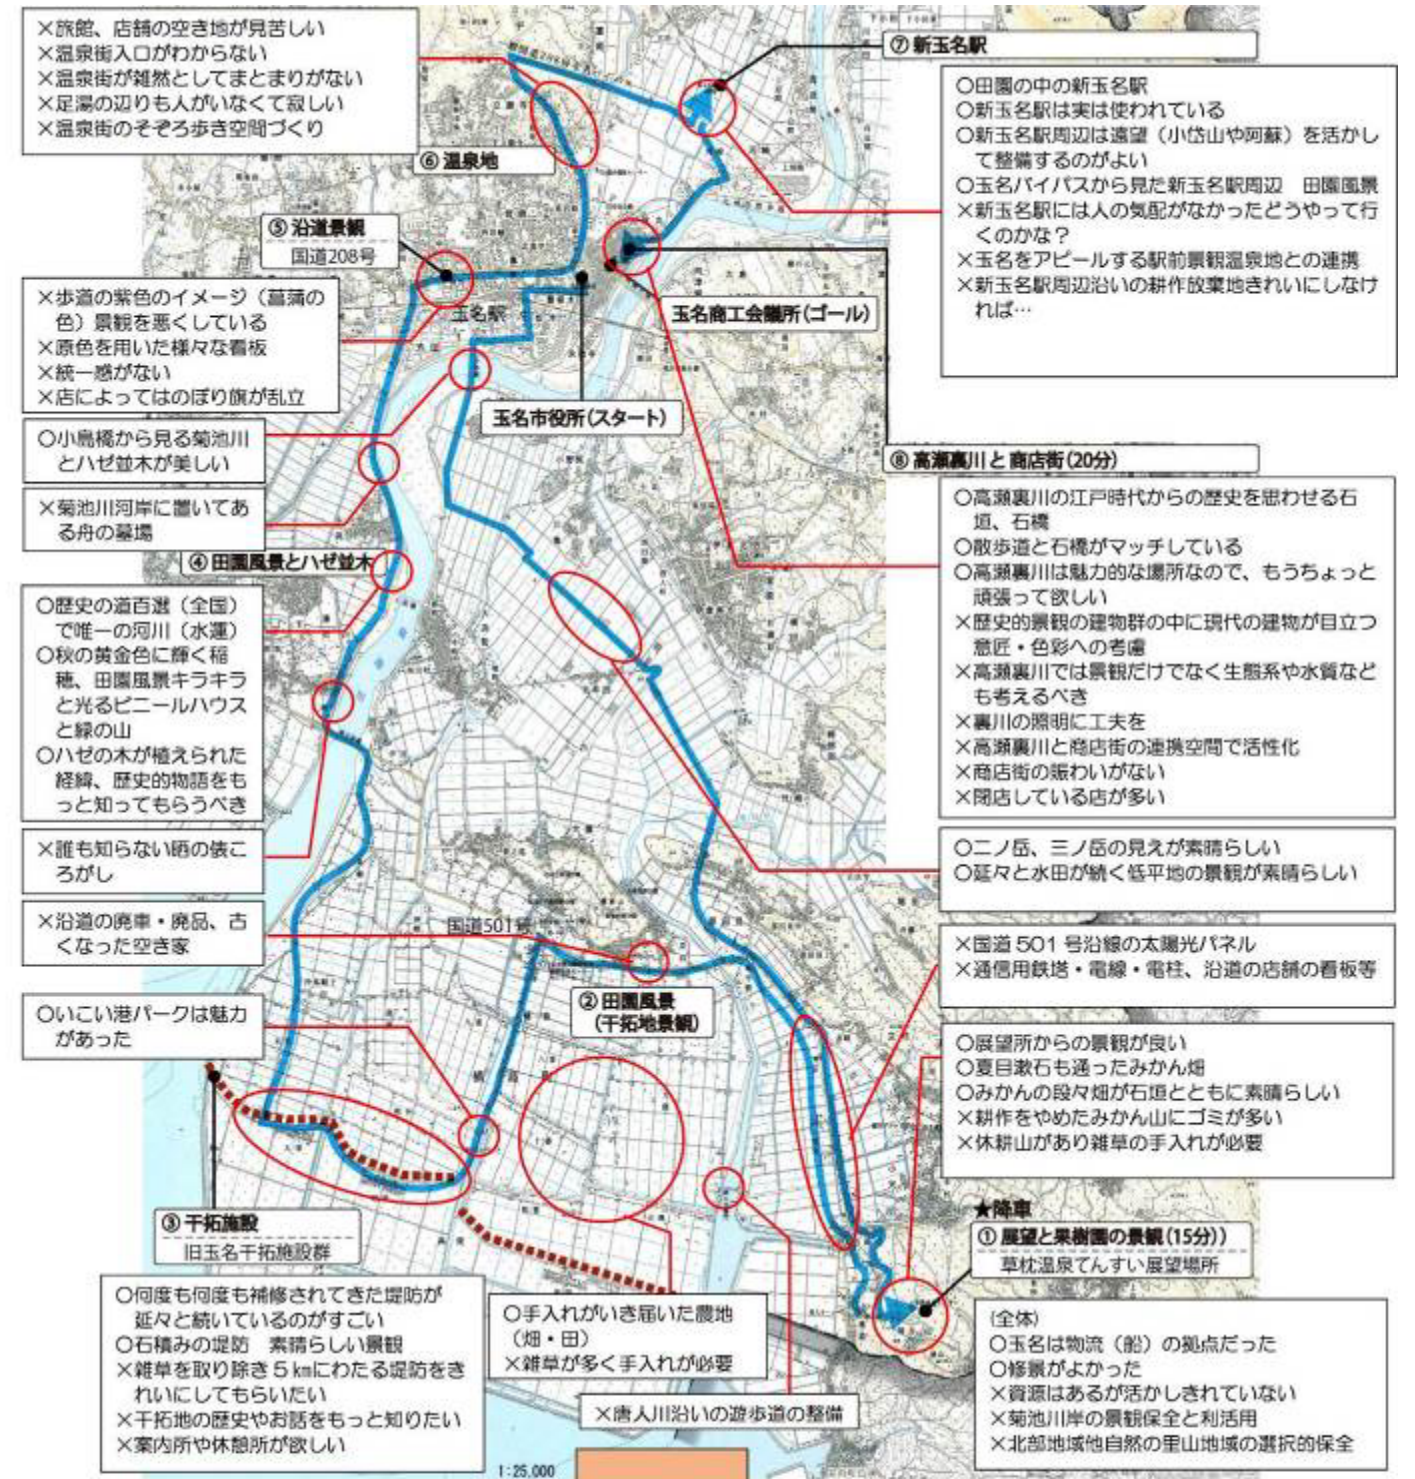 ×旅館、店舗の空き地が見苦しい
×温泉街入口がわからない
×温泉街が雑然としてまとまりがない
×足湯の辺りも人がいなくて寂しい
×温泉街のそぞろ歩き空間づくり
⑦ 新玉名駅
○田園の中の新玉名駅
○新玉名駅は実は使われている
○新玉名駅周辺は遠望（小岱山や阿蘇）を活かし
て整備するのがよい
○玉名バイパスから見た新玉名駅周辺　田園風景
×新玉名駅には人の気配がなかったどうやって行
くのかな？
×玉名をアピールする駅前景観温泉地との連携
×新玉名駅周辺沿いの耕作放棄地きれいにしなけ
れば…
⑥ 温泉地
⑤ 沿道景観
国道208号
×歩道の紫色のイメージ（菖蒲の
色）景観を悪くしている
×原色を用いた様々な看板
×統一感がない
×店によってはのぼり旗が乱立
玉名駅
玉名商工会議所(ゴール)
玉名市役所(スタート)
○小島橋から見る菊池川
とハゼ並木が美しい
×菊池川河岸に置いてあ
る舟の墓場
⑧ 高瀬裏川と商店街(20分)
○高瀬裏川の江戸時代からの歴史を思わせる石
垣、石橋
○散歩道と石橋がマッチしている
○高瀬裏川は魅力的な場所なので、もうちょっと
頑張って欲しい
×歴史的景観の建物群の中に現代の建物が目立つ
意匠・色彩への考慮
×高瀬裏川では景観だけでなく生態系や水質など
も考えるべき
×裏川の照明に工夫を
×高瀬裏川と商店街の連携空間で活性化
×商店街の賑わいがない
×閉店している店が多い
④ 田園風景とハゼ並木
○歴史の道百選（全国）
で唯一の河川（水運）
○秋の黄金色に輝く稲
穂、田園風景キラキラ
と光るビニールハウス
と緑の山
○ハゼの木が植えられた
経緯、歴史的物語をも
っと知ってもらうべき
×誰も知らない晒の俵こ
ろがし
○二ノ岳、三ノ岳の見えが素晴らしい
○延々と水田が続く低平地の景観が素晴らしい
×沿道の廃車・廃品、古
くなった空き家
国道501号
×国道 501 号沿線の太陽光パネル
×通信用鉄塔・電線・電柱、沿道の店舗の看板等
② 田園風景
(干拓地景観)
○いこい港パークは魅力
があった
横島町
○展望所からの景観が良い
○夏目漱石も通ったみかん畑
○みかんの段々畑が石垣とともに素晴らしい
×耕作をやめたみかん山にゴミが多い
×休耕山があり雑草の手入れが必要
★降車
① 展望と果樹園の景観(15分))
草枕温泉てんすい展望場所
③ 干拓施設
旧玉名干拓施設群
○何度も何度も補修されてきた堤防が
延々と続いているのがすごい
○石積みの堤防　素晴らしい景観
×雑草を取り除き５㎞にわたる堤防をき
れいにしてもらいたい
×干拓地の歴史やお話をもっと知りたい
×案内所や休憩所が欲しい
○手入れがいき届いた農地
（畑・田）
×雑草が多く手入れが必要
×唐人川沿いの遊歩道の整備
(全体)
○玉名は物流（船）の拠点だった
○修景がよかった
×資源はあるが活かしきれていない
×菊池川岸の景観保全と利活用
×北部地域他自然の里山地域の選択的保全
1:25,000